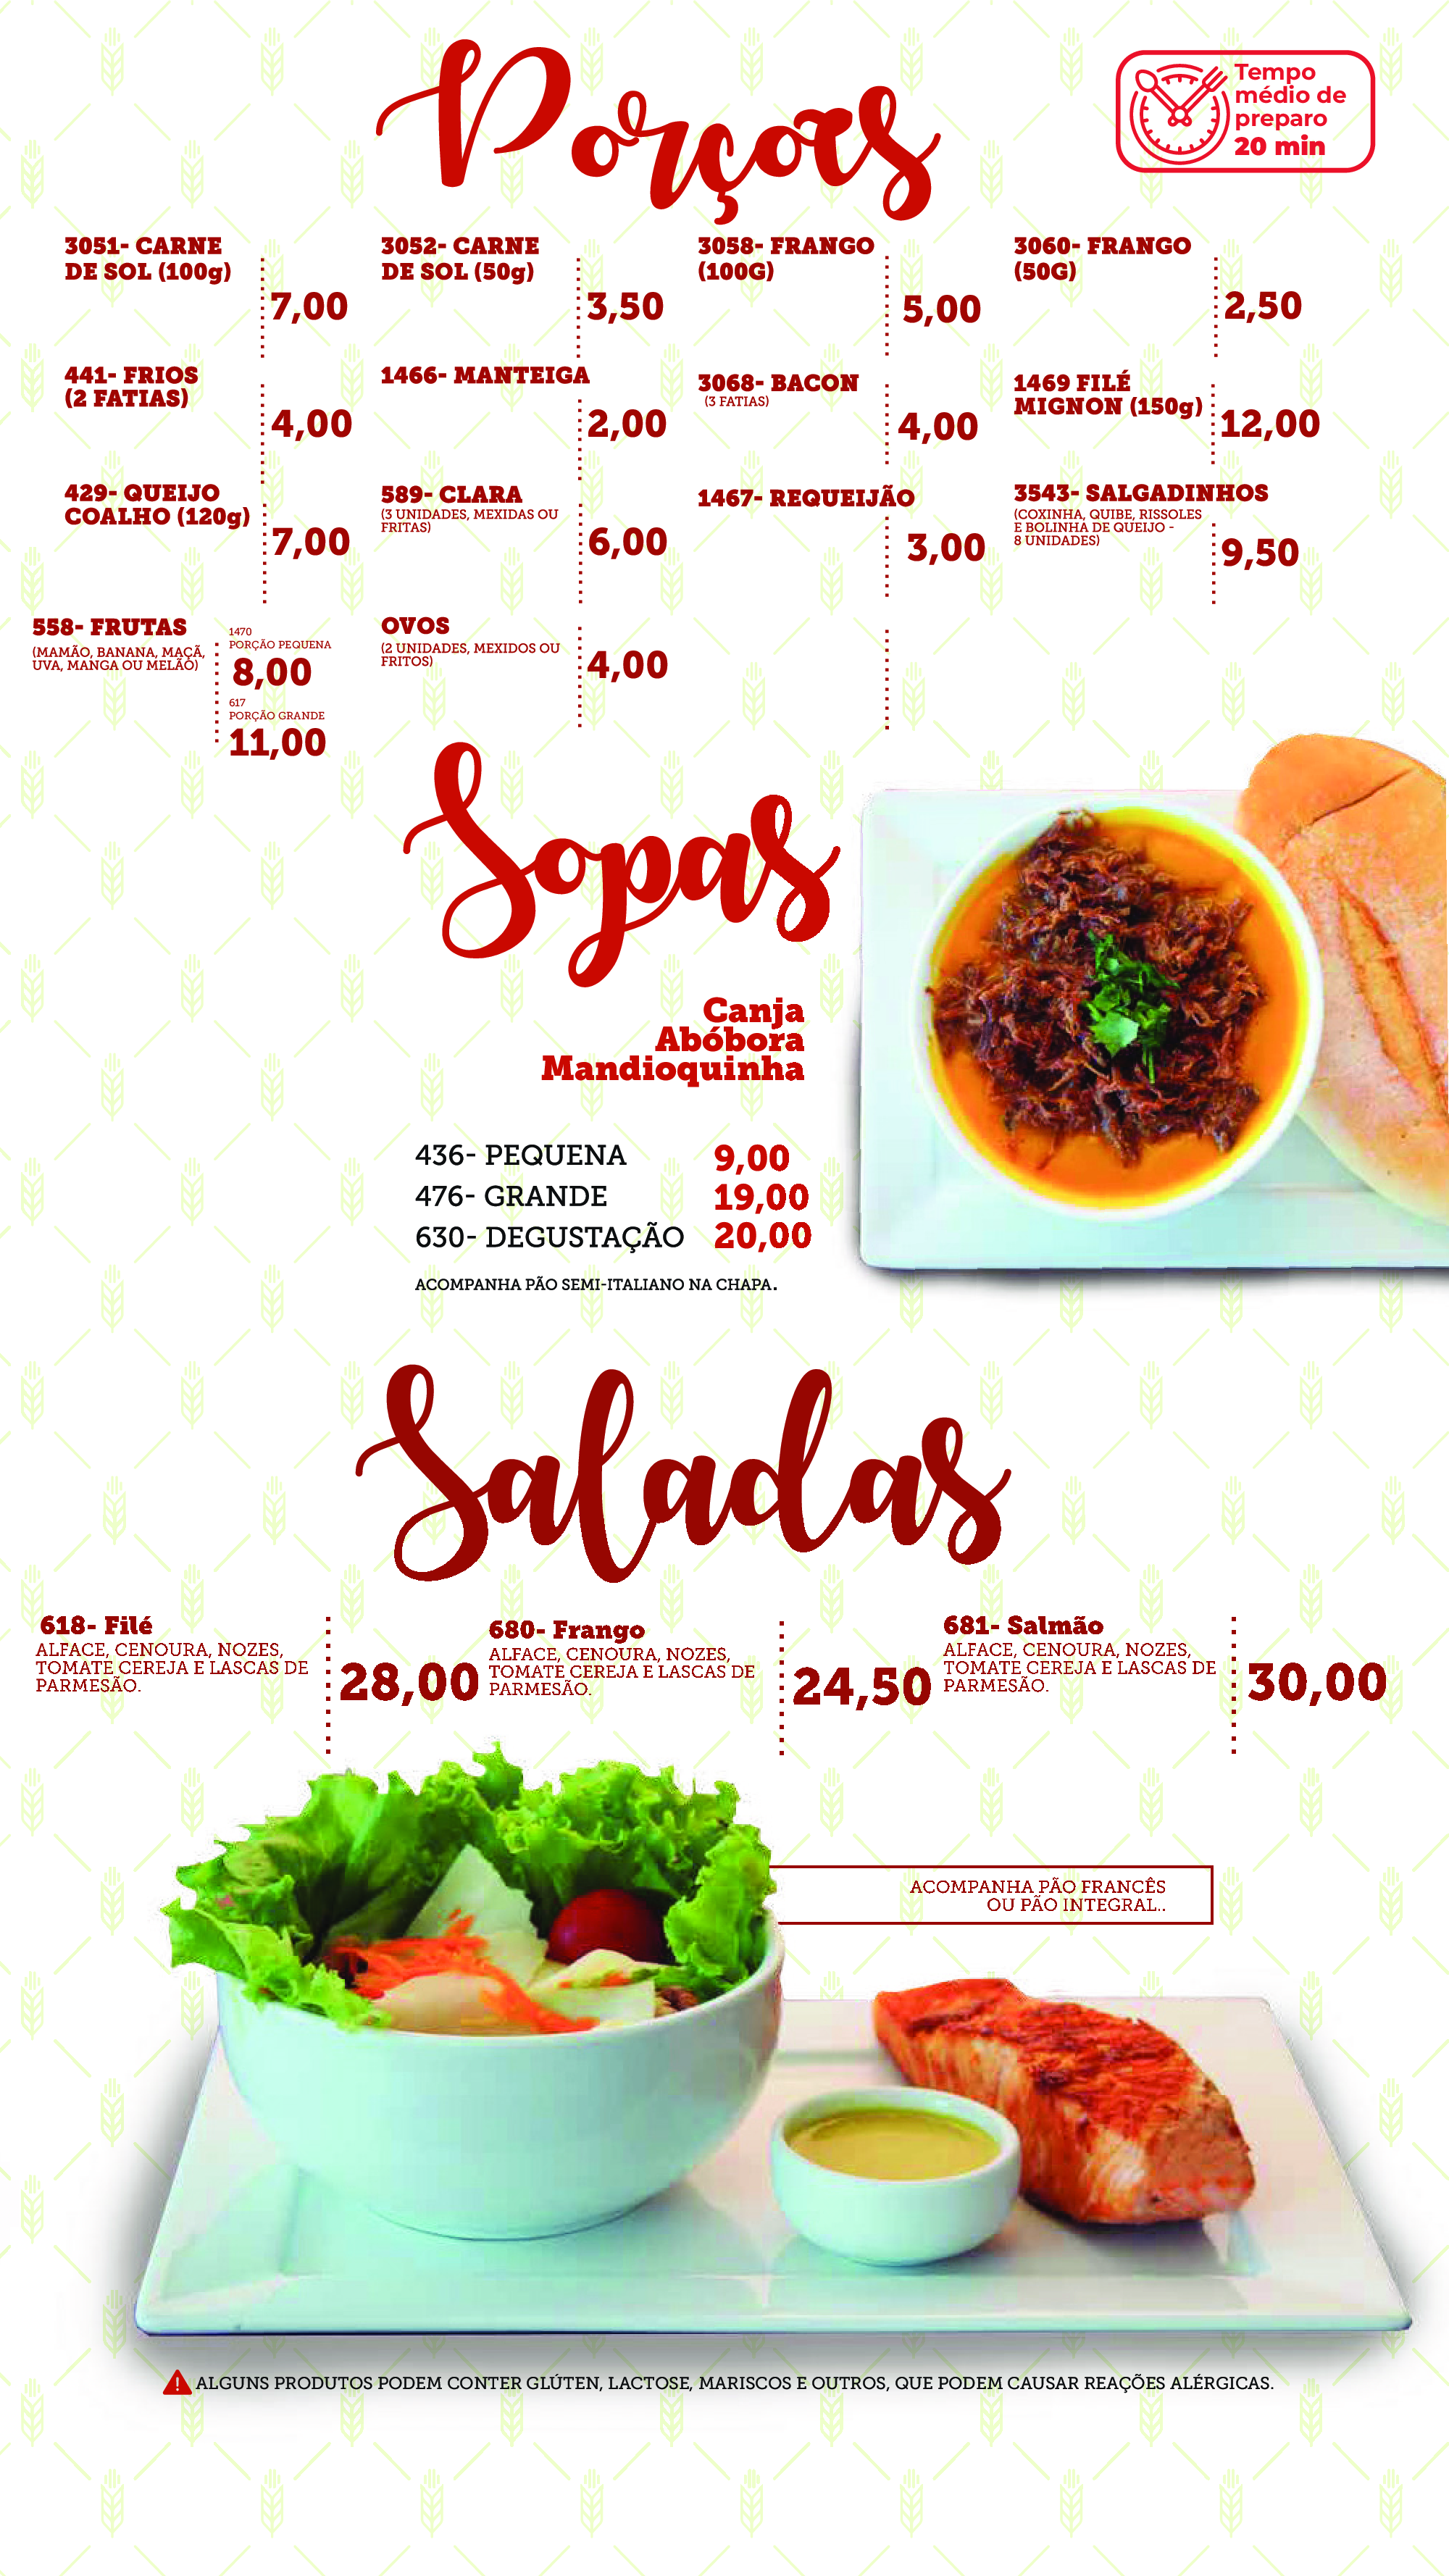 Porções
Tempo
médio de
preparo
20 min
3051- CARNE
DE SOL (100g)
7,00
3052- CARNE
DE SOL (50g)
3,50
3058- FRANGO
(100G)
5,00
3060- FRANGO
(50G)
2,50
441- FRIOS
(2 FATIAS)
4,00
1466- MANTEIGA
2,00
3068- BACON
(3 FATIAS)
4,00
1469 FILÉ
MIGNON (150g)
12,00
429- QUEIJO
COALHO (120g)
7,00
589- CLARA
(3 UNIDADES, MEXIDAS OU
FRITAS)
6,00
1467- REQUEIJÃO
3,00
3543- SALGADINHOS
(COXINHA, QUIBE, RISSOLES
E BOLINHA DE QUEIJO -
8 UNIDADES)
9,50
558- FRUTAS
(MAMÃO, BANANA, MAÇÃ,
UVA, MANGA OU MELÃO)
1470
PORÇÃO PEQUENA
8,00
617
PORÇÃO GRANDE
11,00
OVOS
(2 UNIDADES, MEXIDOS OU
FRITOS)
4,00
Sopas
Canja
Abóbora
Mandioquinha
436- PEQUENA 9,00
476- GRANDE 19,00
630- DEGUSTAÇÃO 20,00
ACOMPANHA PÃO SEMI-ITALIANO NA CHAPA.
Saladas
618- Filé
ALFACE, CENOURA, NOZES,
TOMATE CEREJA E LASCAS DE
PARMESÃO.
28,00
680- Frango
ALFACE, CENOURA, NOZES,
TOMATE CEREJA E LASCAS DE
PARMESÃO.
24,50
681- Salmão
ALFACE, CENOURA, NOZES,
TOMATE CEREJA E LASCAS DE
PARMESÃO.
30,00
ACOMPANHA PÃO FRANCÊS
OU PÃO INTEGRAL..
ALGUNS PRODUTOS PODEM CONTER GLÚTEN, LACTOSE, MARISCOS E OUTROS, QUE PODEM CAUSAR REAÇÕES ALÉRGICAS.